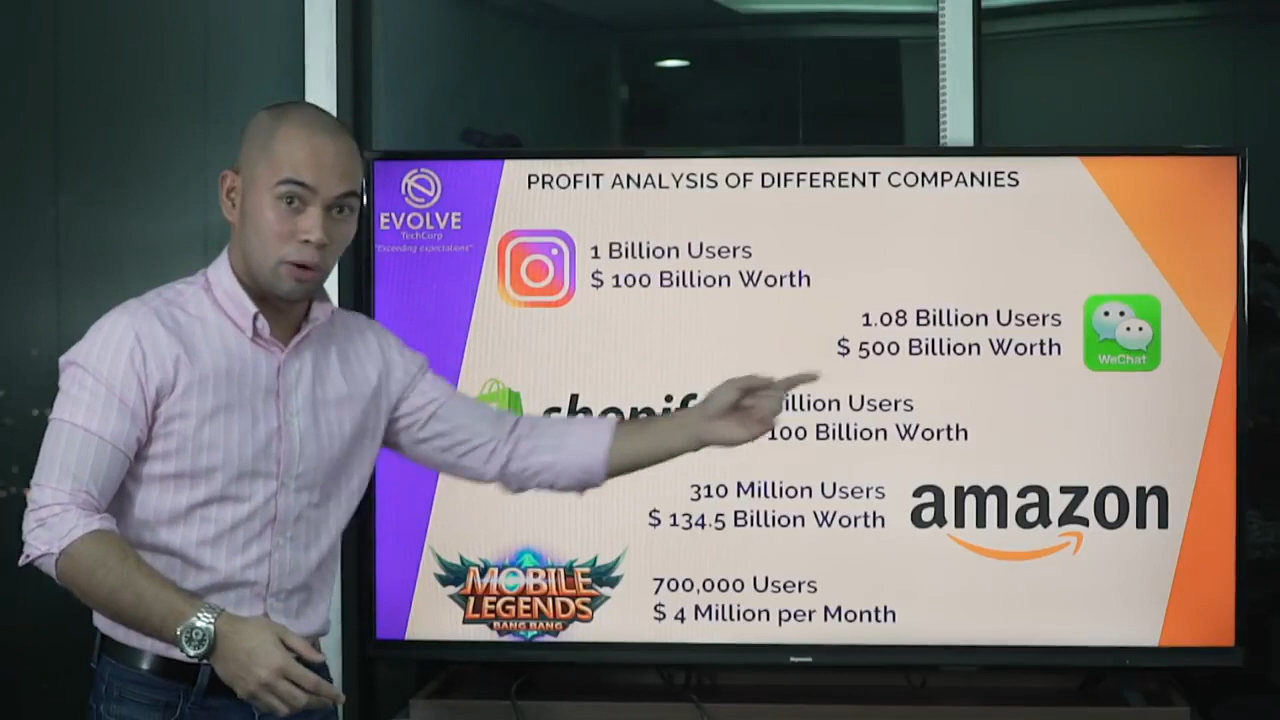 PROFIT ANALYSIS OF DIFFERENT COMPANIES
EVOLVE
TechCorp
"Exceeding expectations"
1 Billion Users
$ 100 Billion Worth
1.08 Billion Users
$ 500 Billion Worth
WeChat
Users
100 Billion Worth
310 Million Users
$ 134.5 Billion Worth
amazon
MOBILE
LEGENDS
BANG BANG
700,000 Users
$ 4 Million per Month